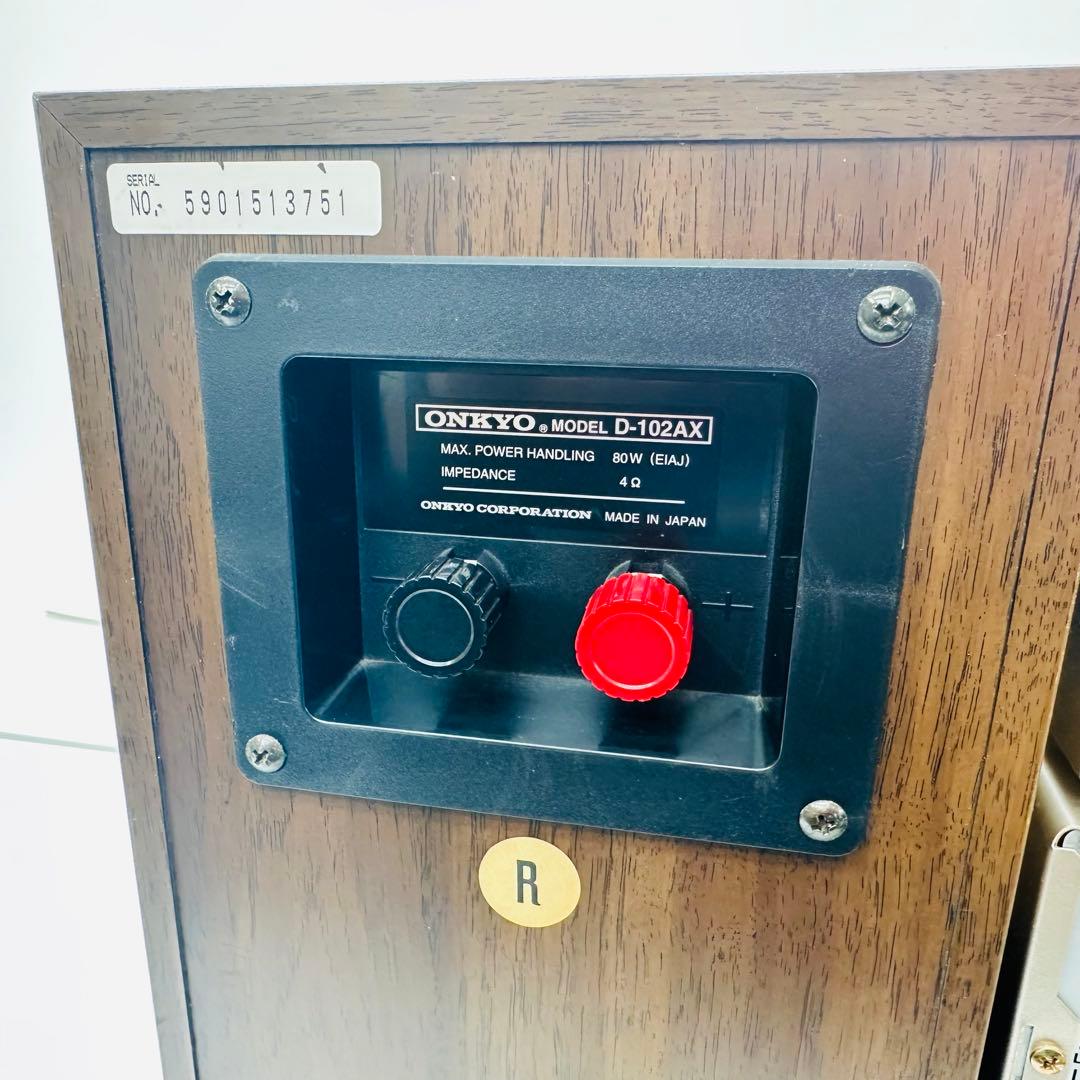 SERIAL
NO. 5901513751
ONKYO® MODEL D-102AX
MAX. POWER HANDLING 80W (EIAJ)
IMPEDANCE 4Ω
ONKYO CORPORATION MADE IN JAPAN
− +
R